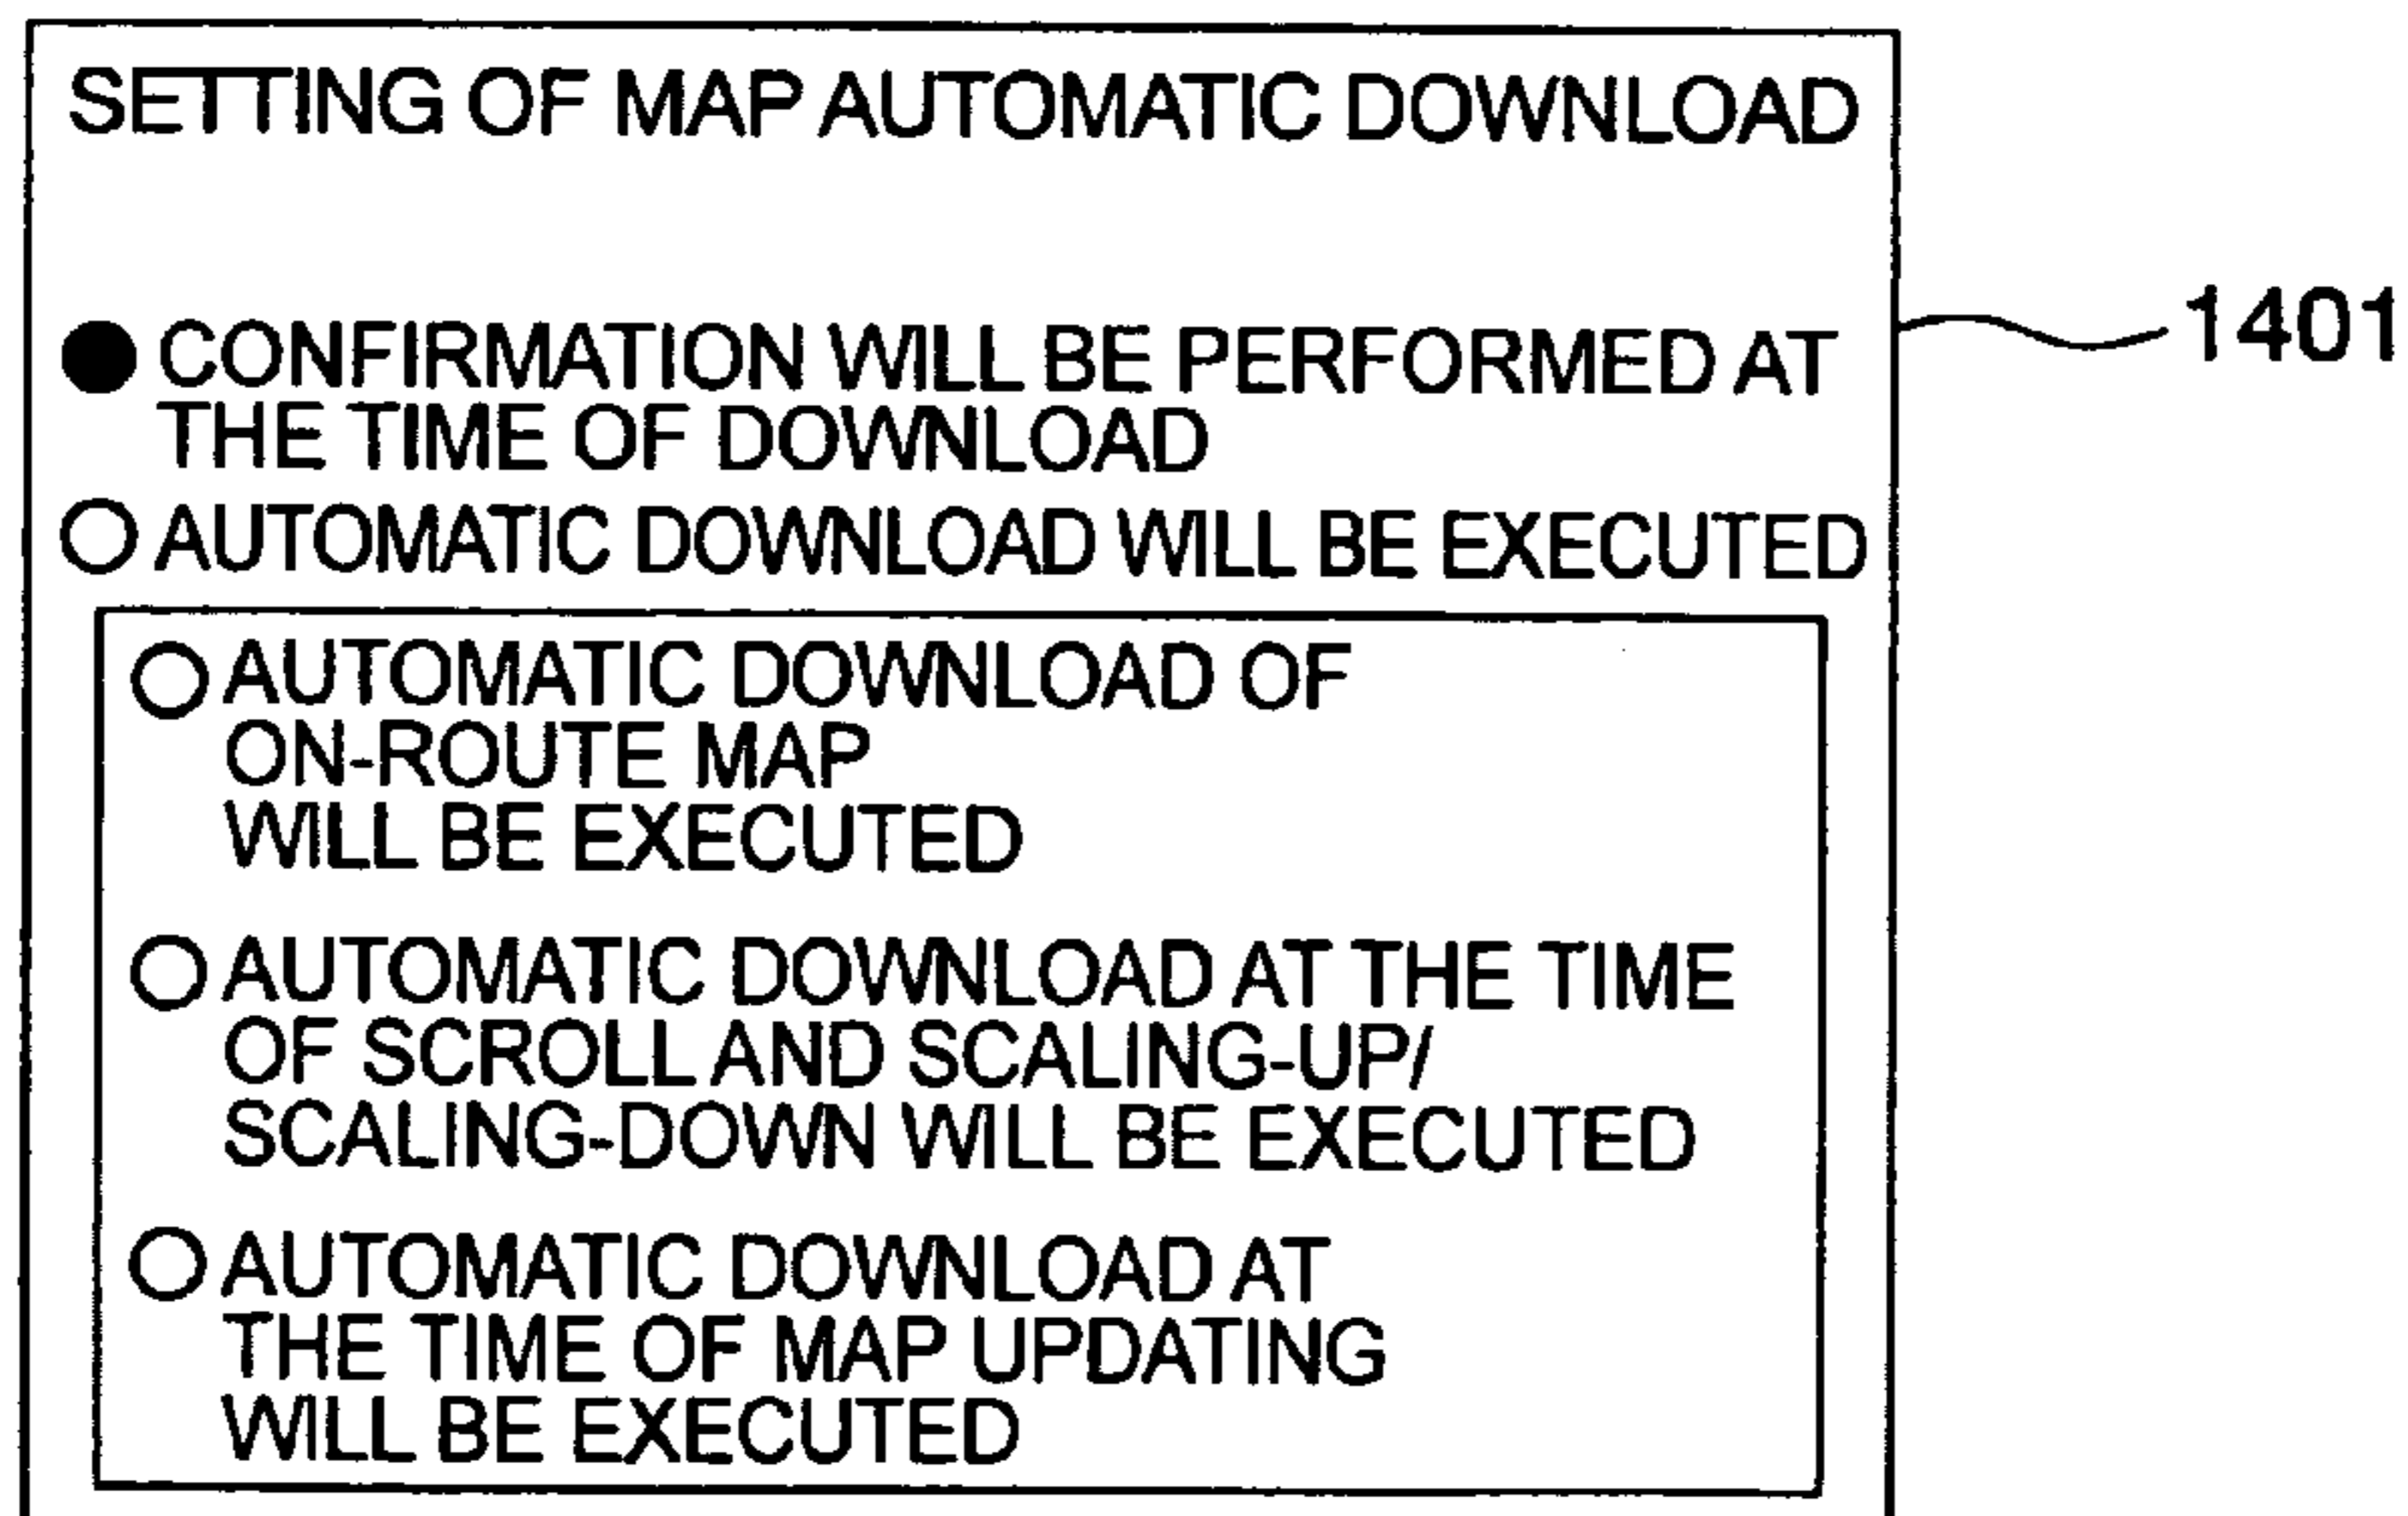 SETTING OF MAP AUTOMATIC DOWNLOAD
CONFIRMATION WILL BE PERFORMED AT
THE TIME OF DOWNLOAD
1401
AUTOMATIC DOWNLOAD WILL BE EXECUTED
AUTOMATIC DOWNLOAD OF
ON-ROUTE MAP
WILL BE EXECUTED
AUTOMATIC DOWNLOAD AT THE TIME
OF SCROLL AND SCALING-UP/
SCALING-DOWN WILL BE EXECUTED
AUTOMATIC DOWNLOAD AT
THE TIME OF MAP UPDATING
WILL BE EXECUTED